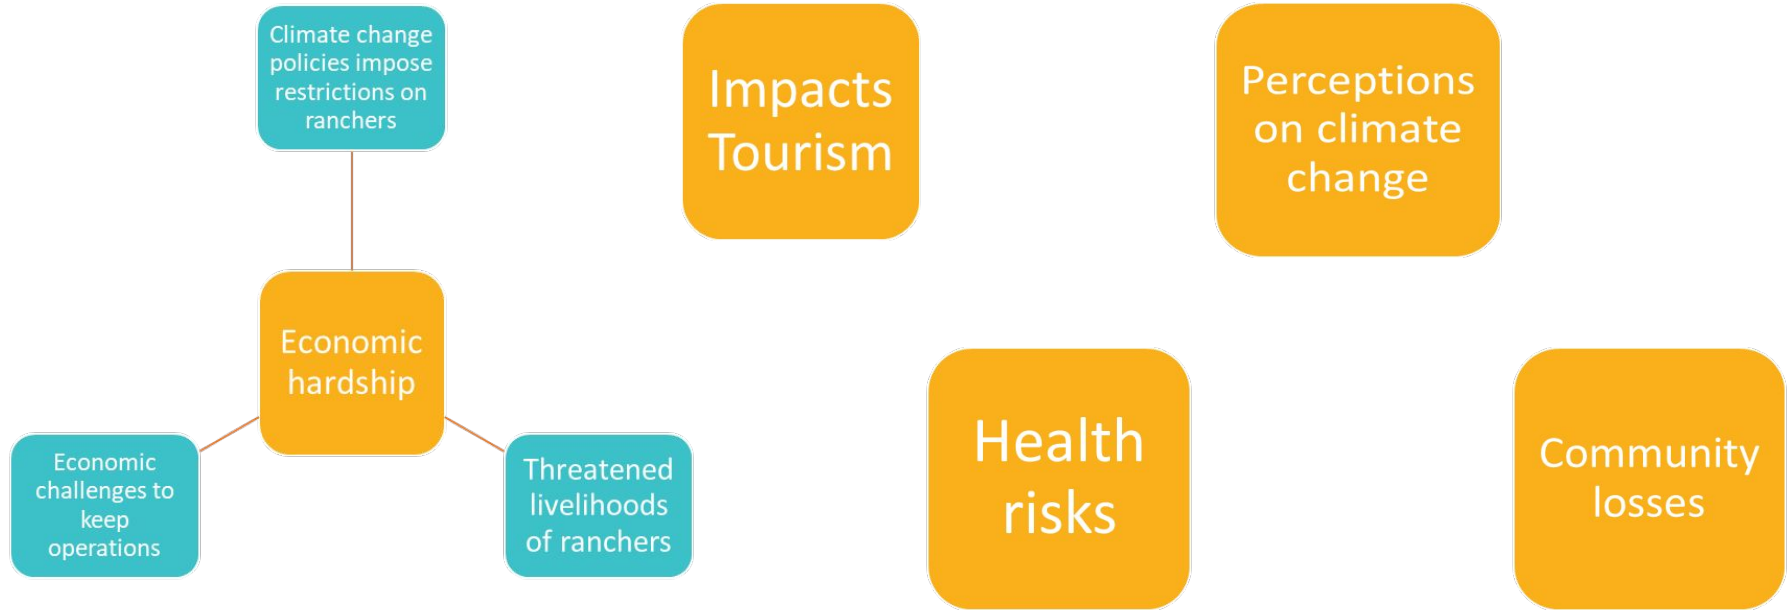 Climate change
policies impose
restrictions on
ranchers
Impacts
Tourism
Perceptions
on climate
change
Economic
hardship
Economic
challenges to
keep
operations
Threatened
livelihoods
of ranchers
Health
risks
Community
losses